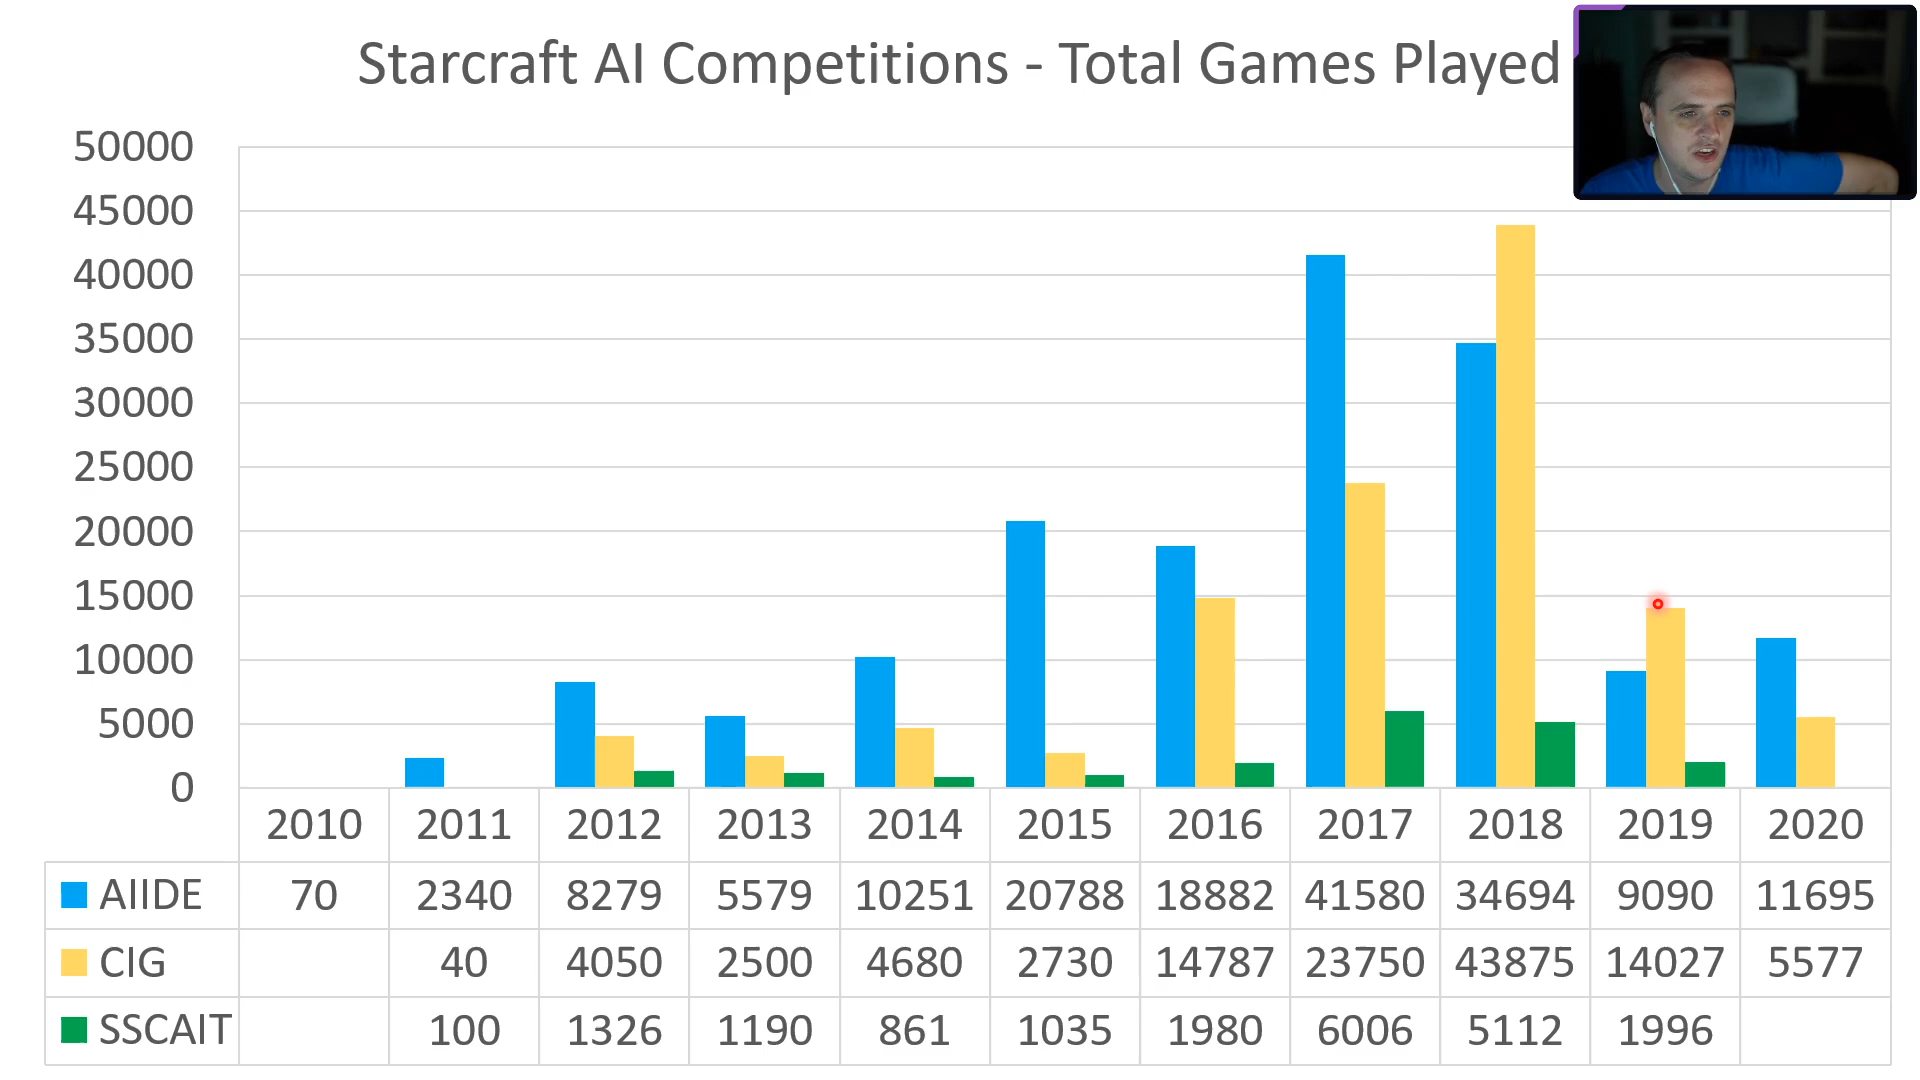 Starcraft AI Competitions - Total Games Played
50000
45000
40000
35000
30000
25000
20000
15000
10000
5000
0
2010 2011 2012 2013 2014 2015 2016 2017 2018 2019 2020
AIIDE 70 2340 8279 5579 10251 20788 18882 41580 34694 9090 11695
CIG 40 4050 2500 4680 2730 14787 23750 43875 14027 5577
SSCAIT 100 1326 1190 861 1035 1980 6006 5112 1996